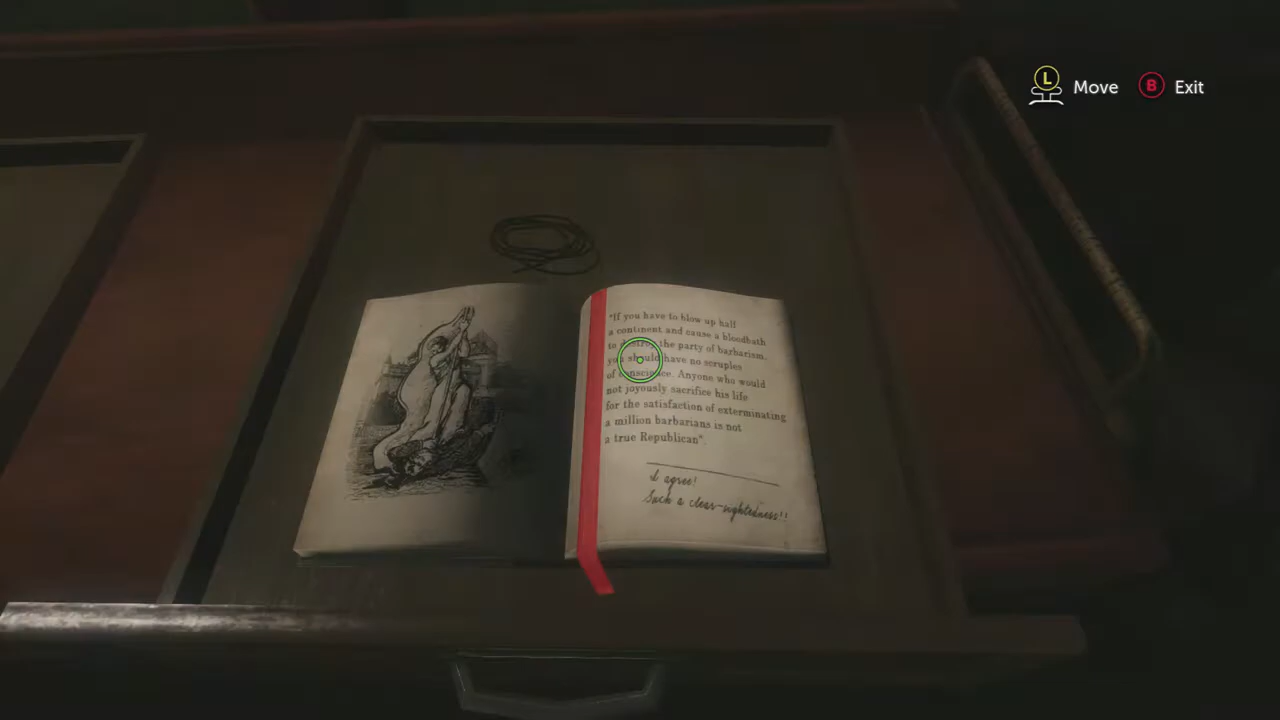 L Move B Exit
"If you have to blow up half
a continent and cause a bloodbath
to destroy the party of barbarism,
you should have no scruples
of conscience. Anyone who would
not joyously sacrifice his life
for the satisfaction of exterminating
a million barbarians is not
a true Republican".
I agree!
Such a clear-sightedness!!